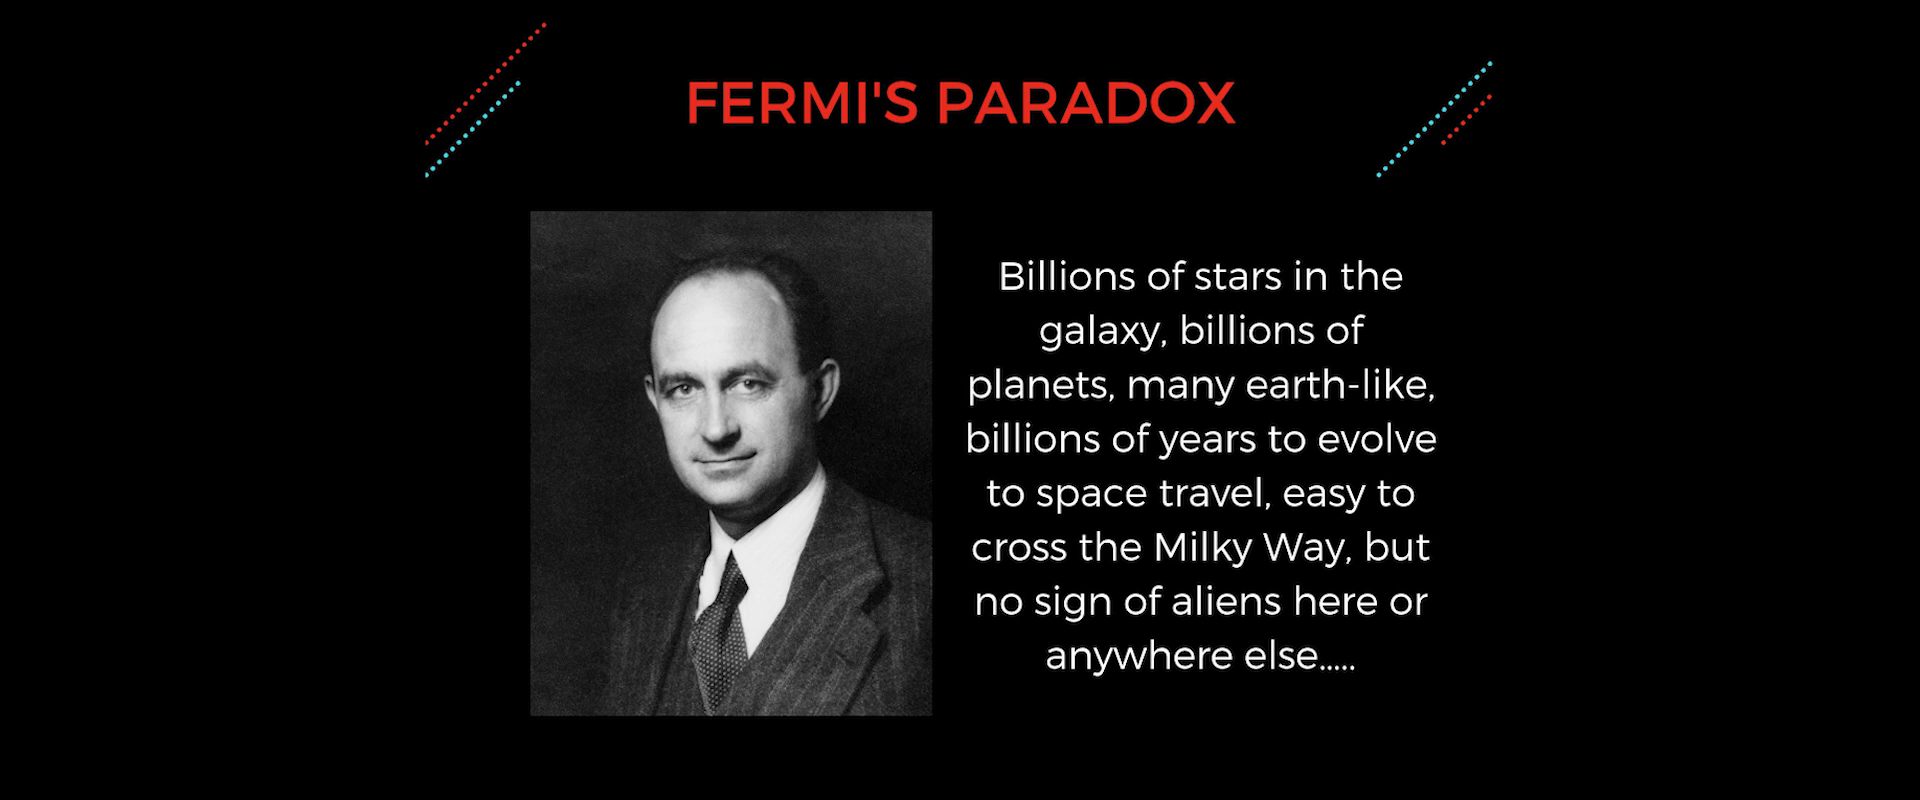 FERMI'S PARADOX
Billions of stars in the
galaxy, billions of
planets, many earth-like,
billions of years to evolve
to space travel, easy to
cross the Milky Way, but
no sign of aliens here or
anywhere else.....